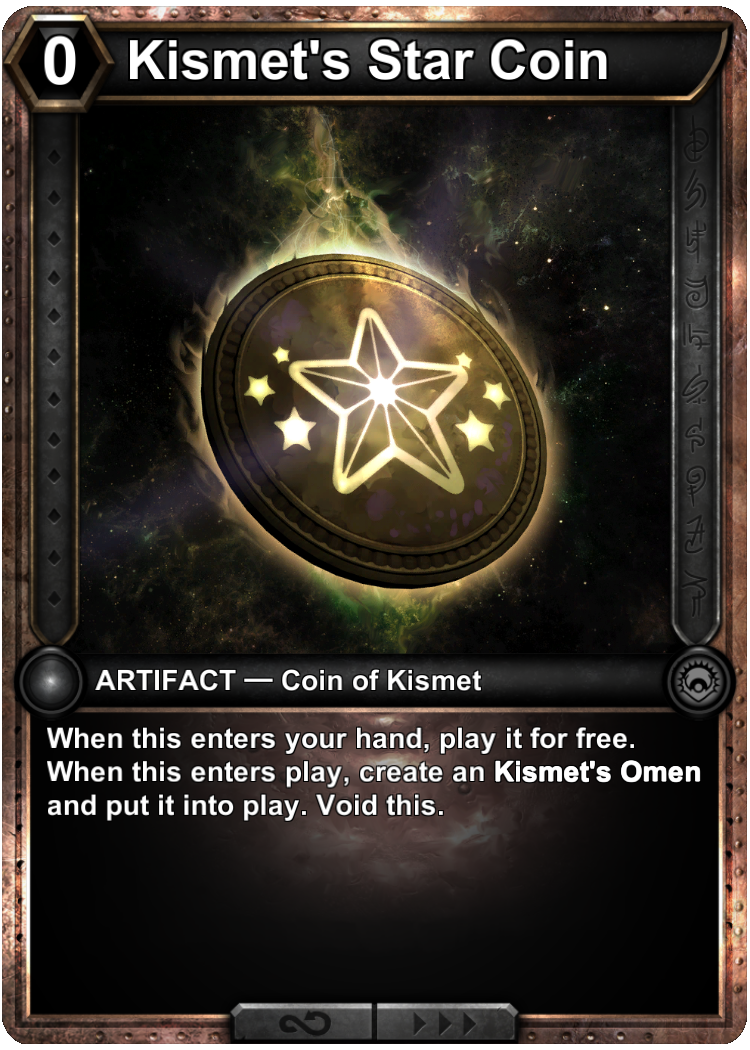 0
Kismet's Star Coin
ARTIFACT — Coin of Kismet
When this enters your hand, play it for free.
When this enters play, create an Kismet's Omen
and put it into play. Void this.